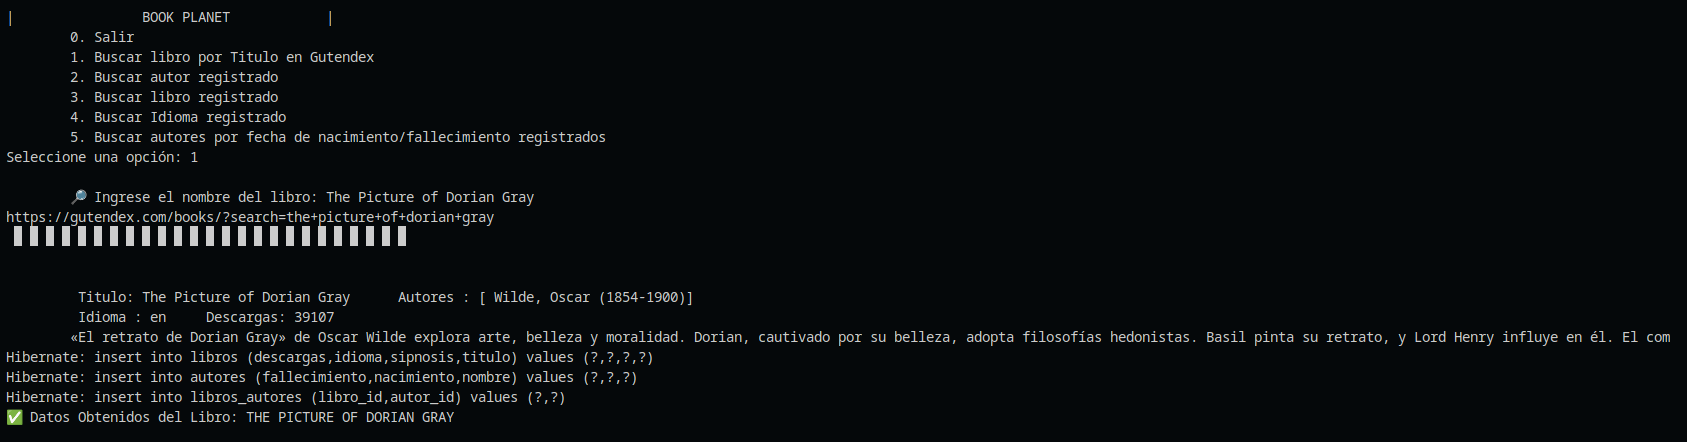 | BOOK PLANET |
0. Salir
1. Buscar libro por Titulo en Gutendex
2. Buscar autor registrado
3. Buscar libro registrado
4. Buscar Idioma registrado
5. Buscar autores por fecha de nacimiento/fallecimiento registrados
Seleccione una opción: 1
🔎 Ingrese el nombre del libro: The Picture of Dorian Gray
https://gutendex.com/books/?search=the+picture+of+dorian+gray
Titulo: The Picture of Dorian Gray Autores : [ Wilde, Oscar (1854-1900)]
Idioma : en Descargas: 39107
«El retrato de Dorian Gray» de Oscar Wilde explora arte, belleza y moralidad. Dorian, cautivado por su belleza, adopta filosofías hedonistas. Basil pinta su retrato, y Lord Henry influye en él. El com
Hibernate: insert into libros (descargas,idioma,sipnosis,titulo) values (?,?,?,?)
Hibernate: insert into autores (fallecimiento,nacimiento,nombre) values (?,?,?)
Hibernate: insert into libros_autores (libro_id,autor_id) values (?,?)
✅ Datos Obtenidos del Libro: THE PICTURE OF DORIAN GRAY